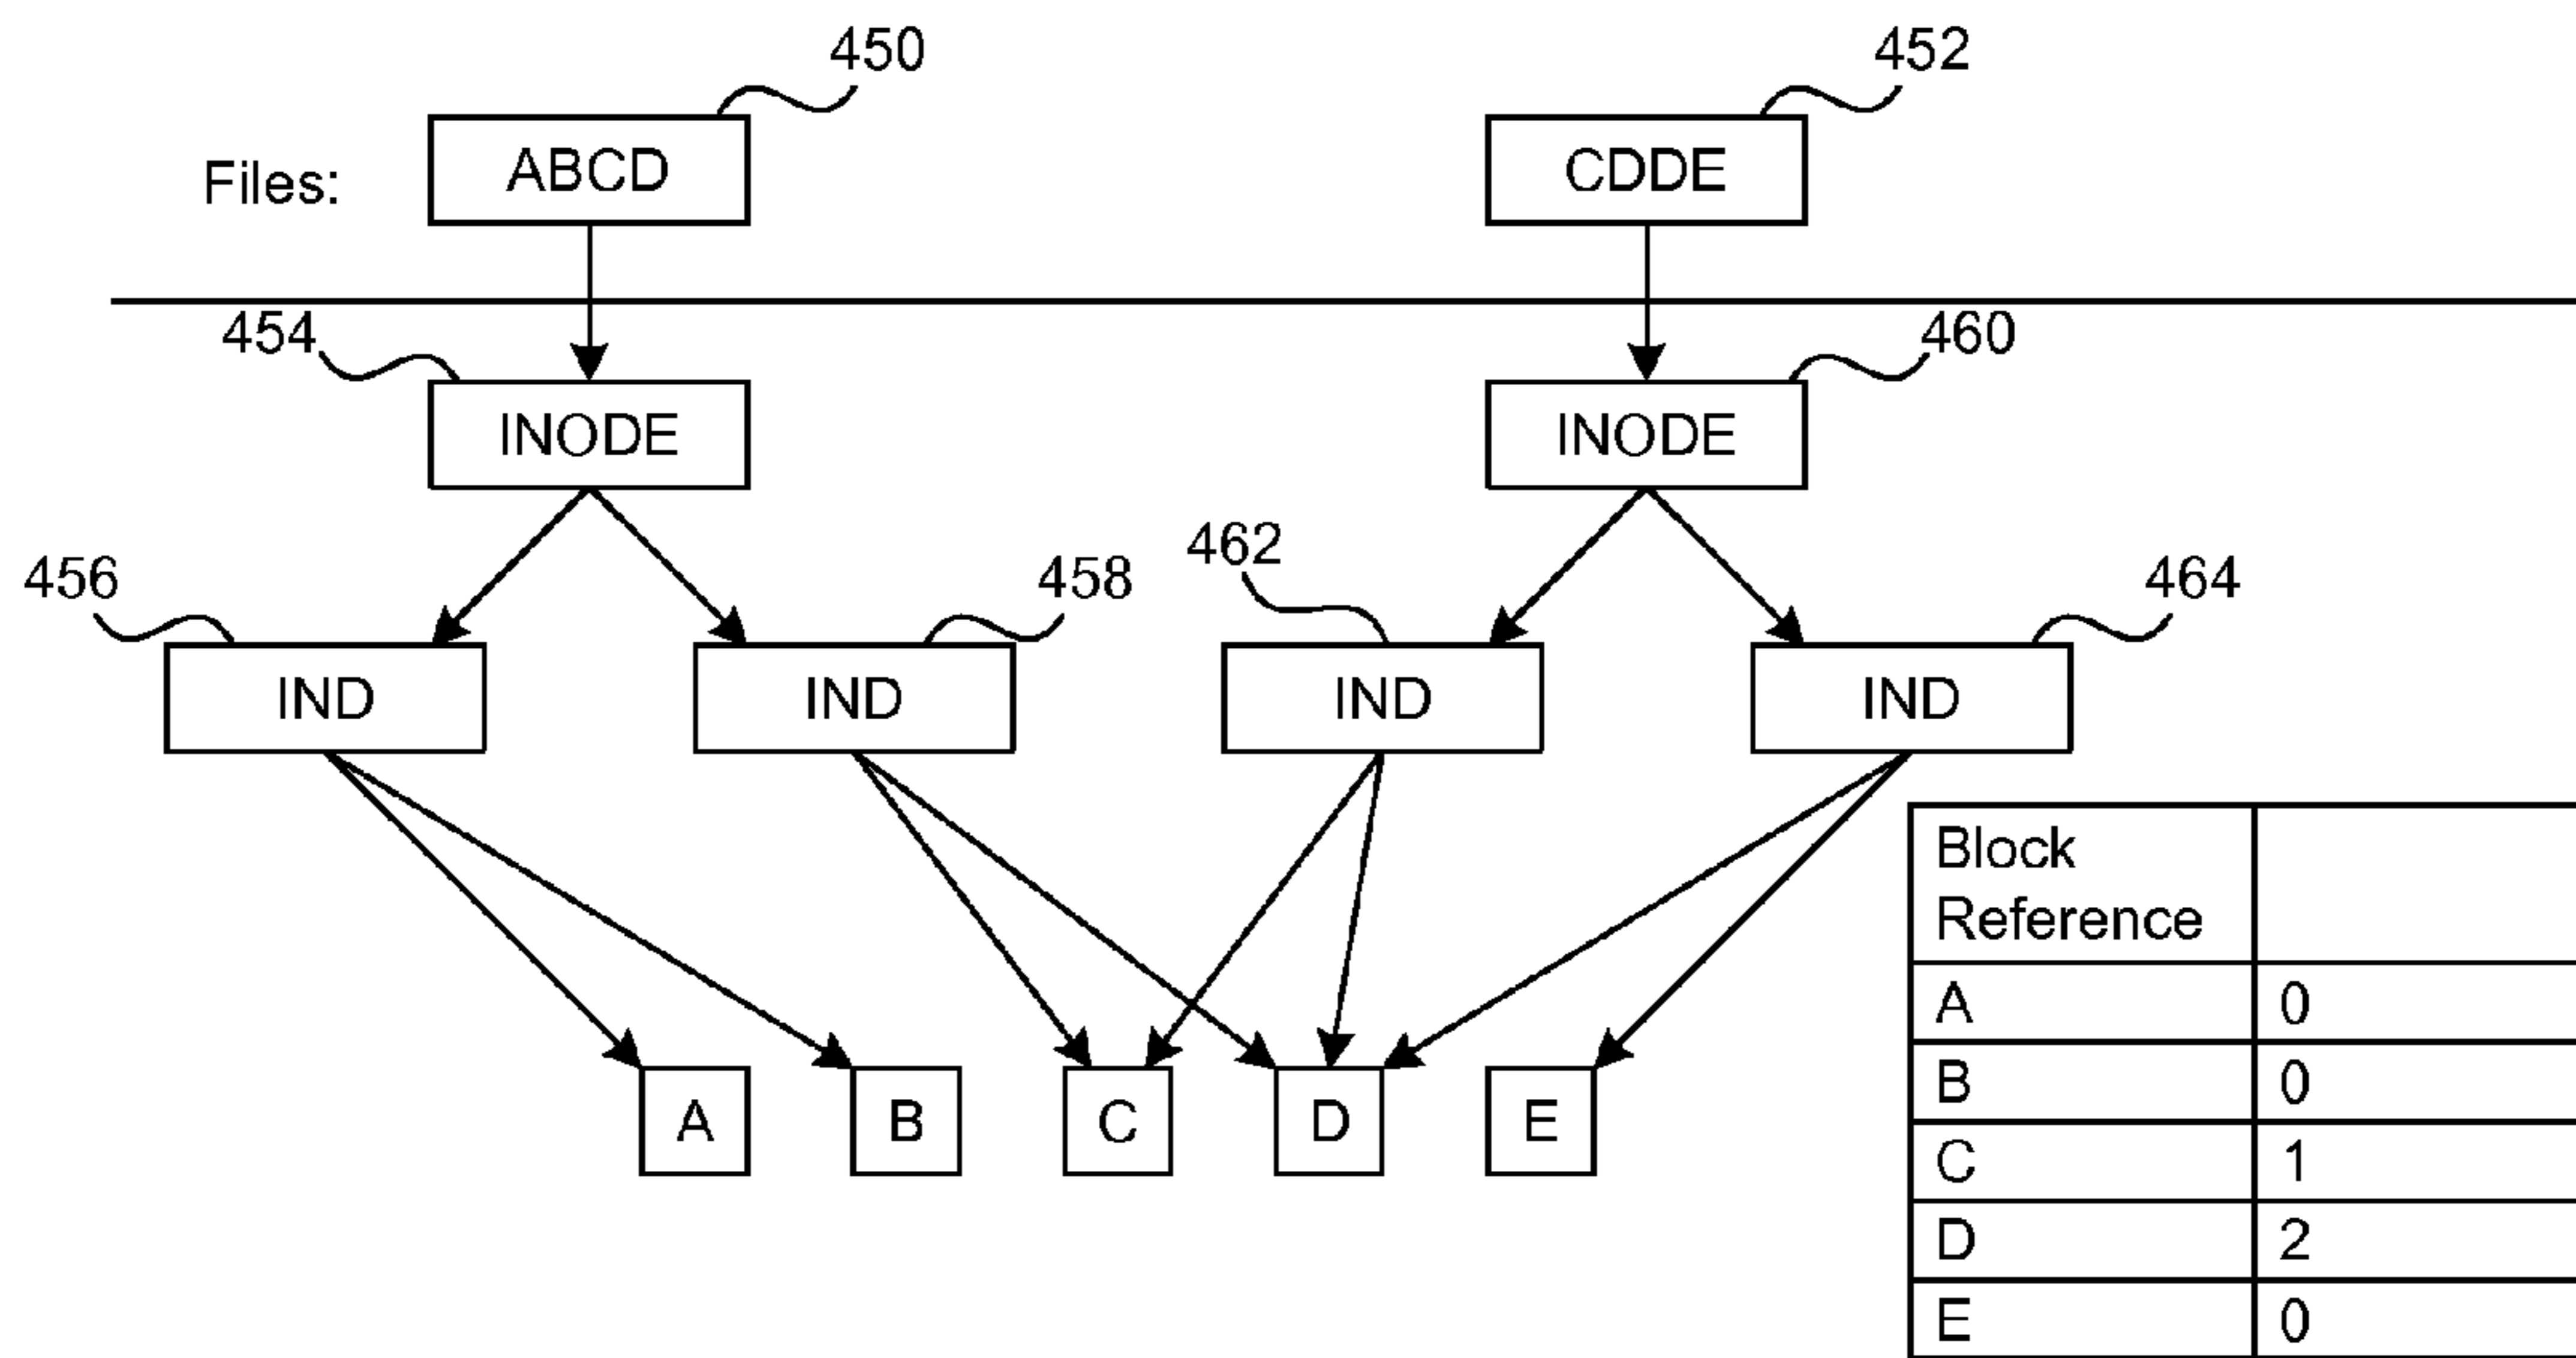 450
452
Files:
ABCD
CDDE
454
460
INODE
INODE
456
458
462
464
IND
IND
IND
IND
Block
Reference
A 0
B 0
C 1
D 2
E 0
A
B
C
D
E